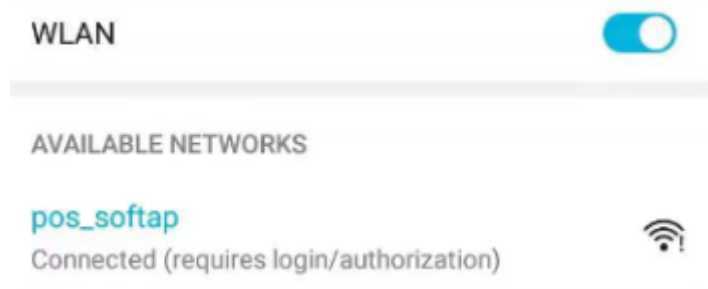 WLAN
AVAILABLE NETWORKS
pos_softap
Connected (requires login/authorization)